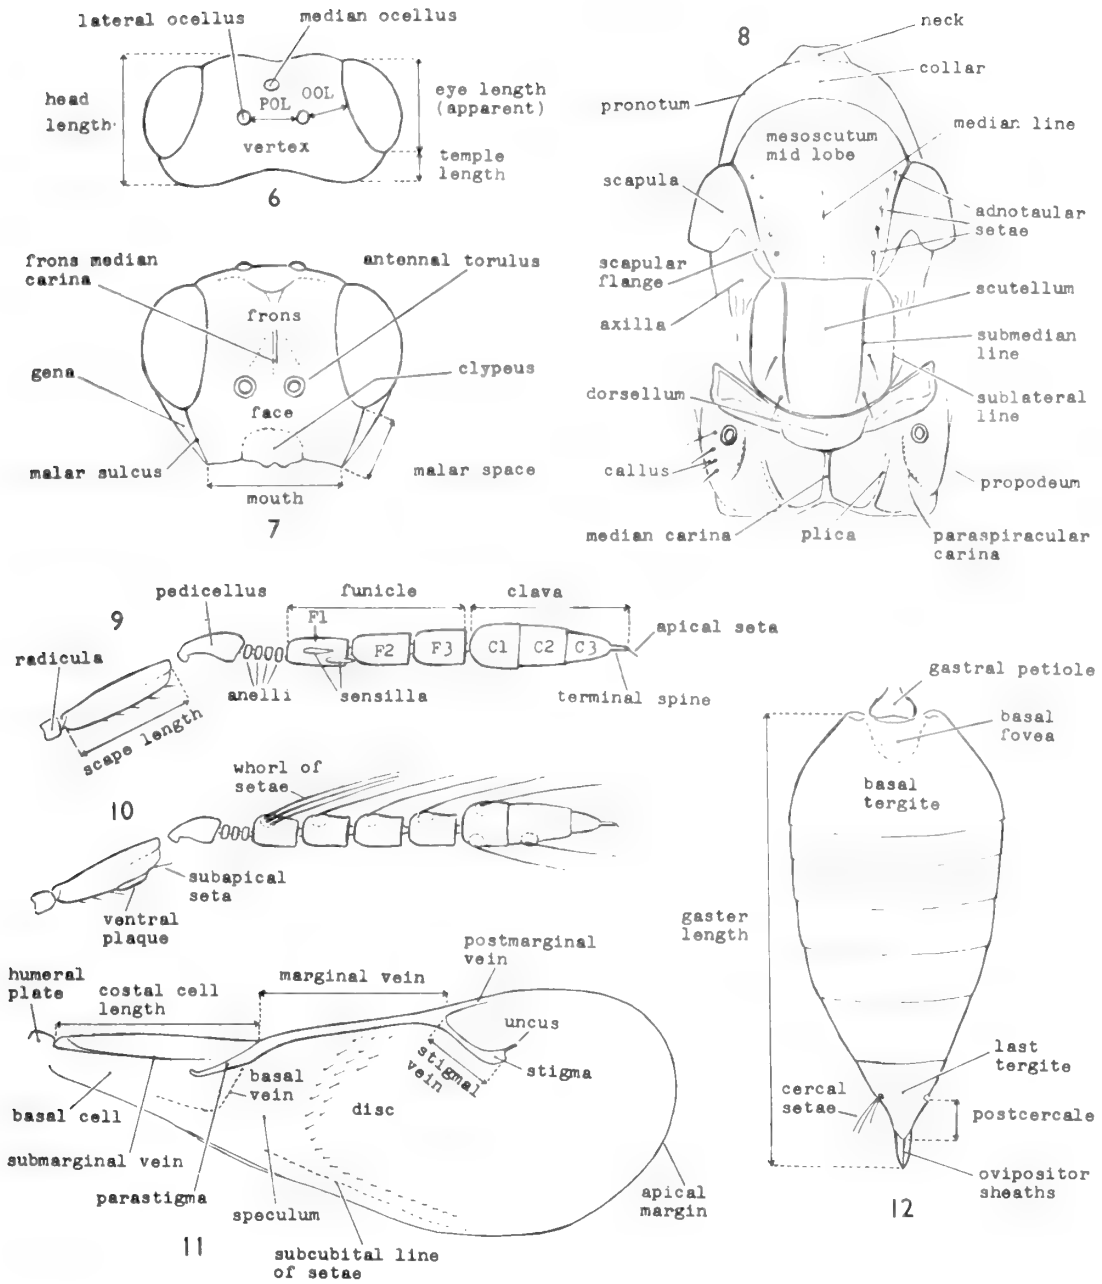 lateral ocellus
median ocellus
head
length
POL
OOL
eye length
(apparent)
vertex
temple
length
6
frons median
carina
antennal torulus
frons
gena
clypeus
face
malar sulcus
malar space
mouth
7
8
neck
collar
pronotum
median line
mesoscutum
mid lobe
scapula
adnotaular
setae
scapular
flange
scutellum
axilla
submedian
line
dorsellum
sublateral
line
callus
propodeum
median carina
plica
paraspiracular
carina
9
pedicellus
funicle
clava
F1
F2
F3
C1
C2
C3
apical seta
radicula
anelli
sensilla
terminal spine
scape length
10
whorl of
setae
subapical
seta
ventral
plaque
humeral
plate
costal cell
length
marginal vein
postmarginal
vein
uncus
stigmal
vein
stigma
basal
vein
disc
basal cell
submarginal vein
parastigma
speculum
apical
margin
subcubital line
of setae
11
gastral petiole
basal
fovea
basal
tergite
gaster
length
last
tergite
cercal
setae
postcercale
ovipositor
sheaths
12